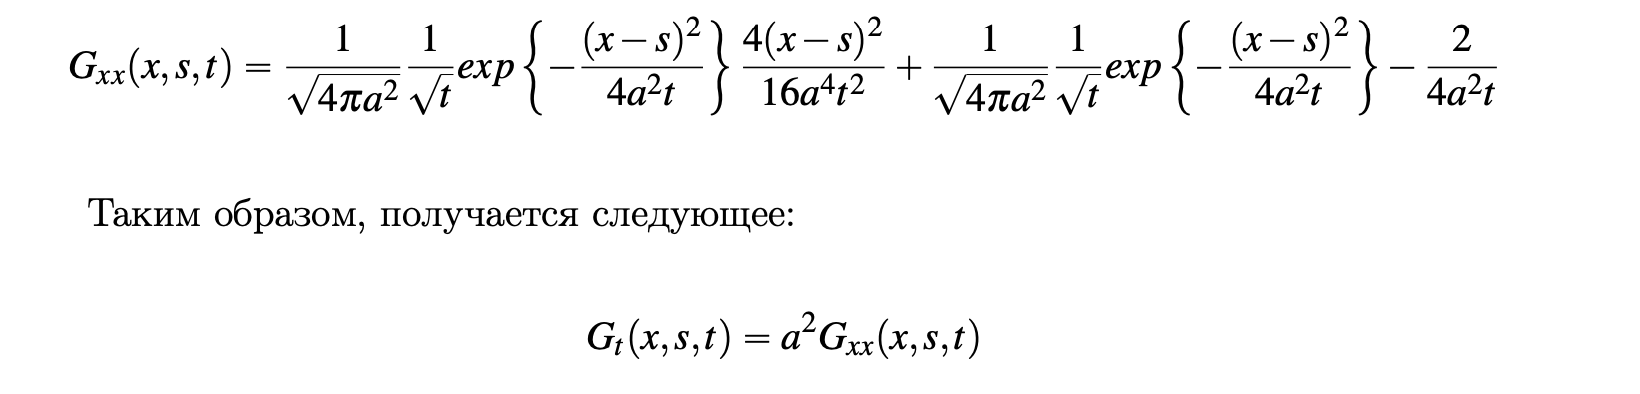 G_{xx}(x,s,t) = \frac{1}{\sqrt{4\pi a^2}} \frac{1}{\sqrt{t}} exp\left\{-\frac{(x-s)^2}{4a^2t}\right\} \frac{4(x-s)^2}{16a^4t^2} + \frac{1}{\sqrt{4\pi a^2}} \frac{1}{\sqrt{t}} exp\left\{-\frac{(x-s)^2}{4a^2t}\right\} - \frac{2}{4a^2t}
Таким образом, получается следующее:
G_t(x,s,t) = a^2 G_{xx}(x,s,t)